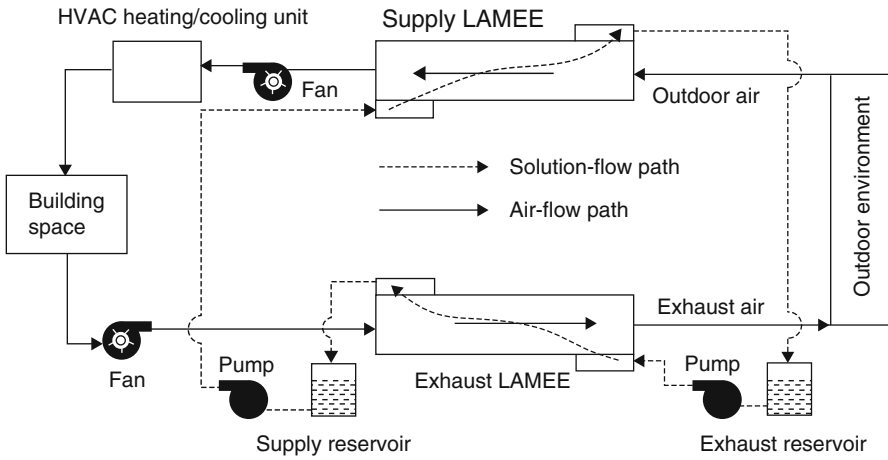 HVAC heating/cooling unit
Supply LAMEE
Fan
Outdoor air
Solution-flow path
Air-flow path
Building
space
Outdoor environment
Exhaust air
Fan
Pump
Exhaust LAMEE
Pump
Supply reservoir
Exhaust reservoir